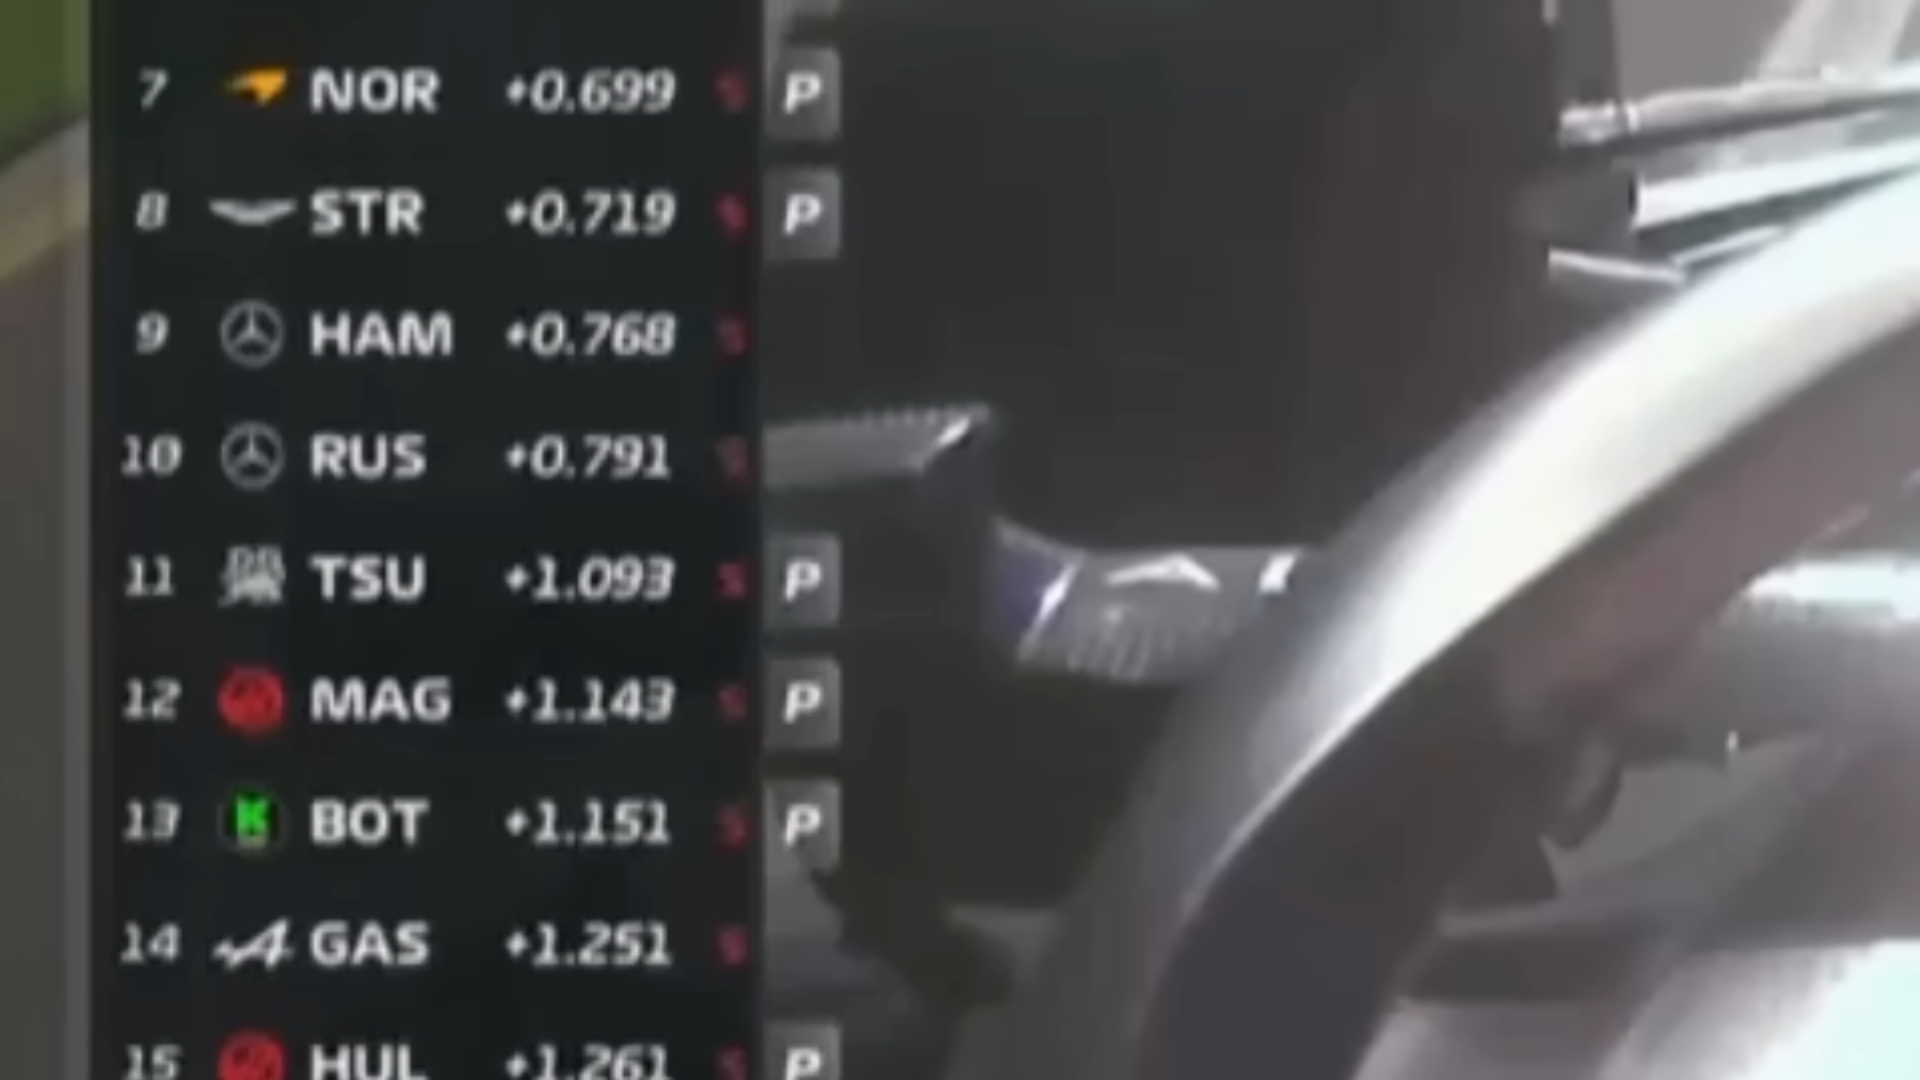 7 NOR +0.699 S P
8 STR +0.719 S P
9 HAM +0.768 S
10 RUS +0.791 S
11 TSU +1.093 S P
12 MAG +1.143 S P
13 K BOT +1.151 S P
14 GAS +1.251 S
15 HUL +1.261 S P